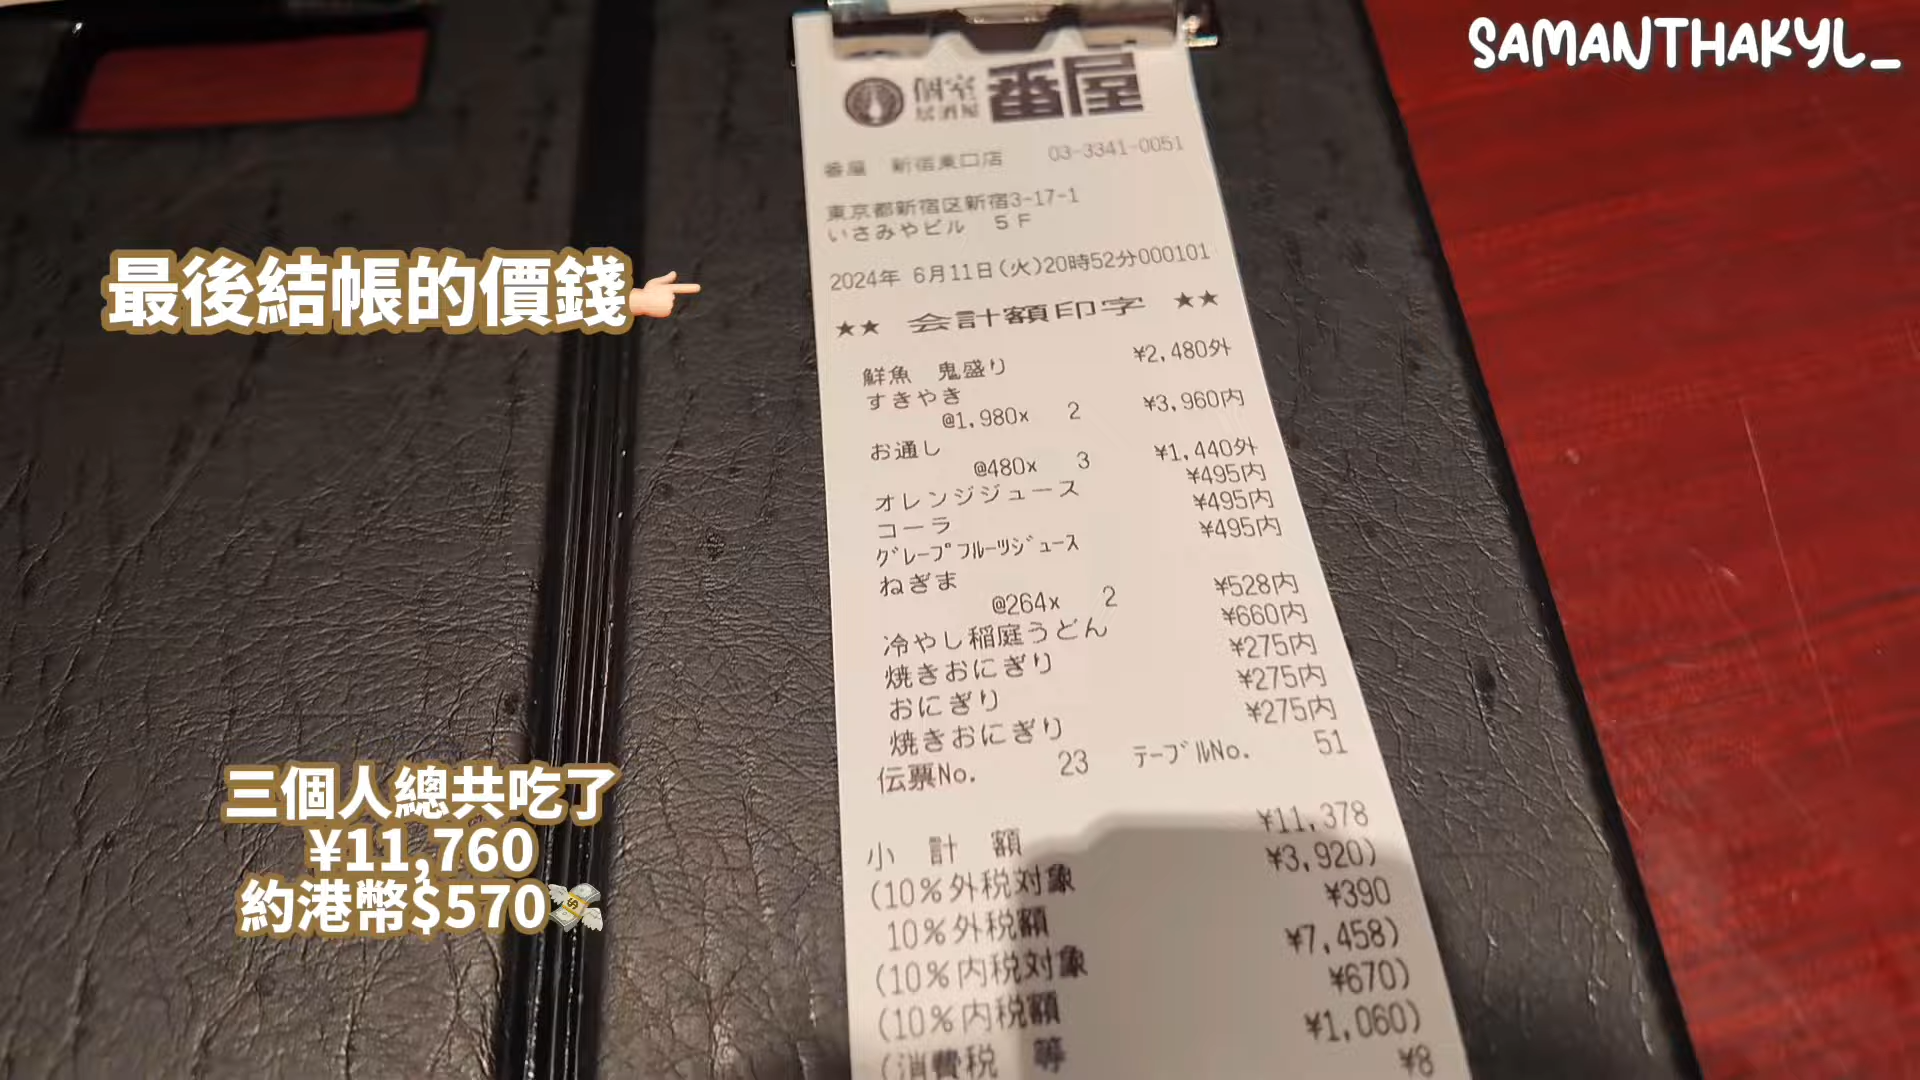 SAMANTHAKYL_
個室
居酒屋 番屋
番屋 新宿東口店 03-3341-0051
東京都新宿区新宿3-17-1
いさみやビル 5F
2024年 6月11日(火)20時52分000101
★★ 会計額印字 ★★
鮮魚 鬼盛り ¥2,480外
すきやき
@1,980x 2 ¥3,960内
お通し
@480x 3 ¥1,440外
オレンジジュース ¥495内
コーラ ¥495内
グレープフルーツジュース ¥495内
ねぎま
@264x 2 ¥528内
冷やし稲庭うどん ¥660内
焼きおにぎり ¥275内
おにぎり ¥275内
焼きおにぎり ¥275内
伝票No. 23 テーブルNo. 51
小計額 ¥11,378
(10%外税対象 ¥3,920)
10%外税額 ¥390
(10%内税対象 ¥7,458)
(10%内税額 ¥670)
(消費税 等 ¥1,060)
¥8
最後結帳的價錢
三個人總共吃了
¥11,760
約港幣$570